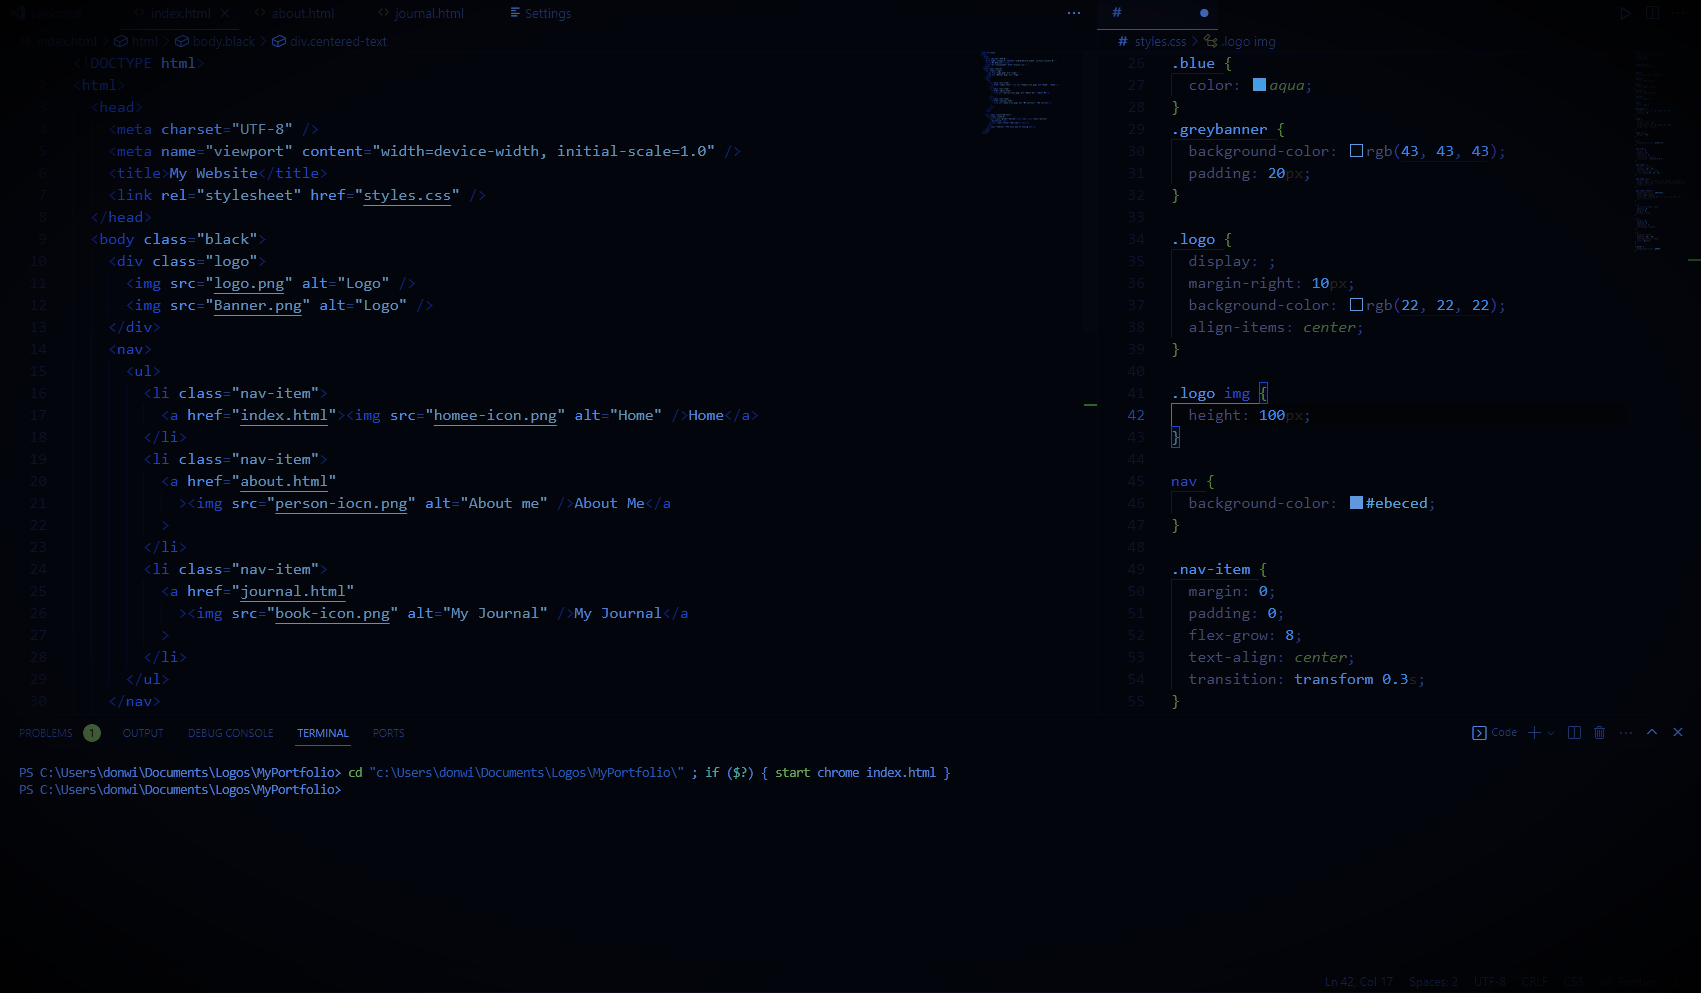 index.html
about.html
journal.html
Settings
#
index.html > html > body.black > div.centered-text
# styles.css > .logo img
<!DOCTYPE html>
2 <html>
<head>
4 <meta charset="UTF-8" />
5 <meta name="viewport" content="width=device-width, initial-scale=1.0" />
6 <title>My Website</title>
7 <link rel="stylesheet" href="styles.css" />
8 </head>
9 <body class="black">
10 <div class="logo">
11 <img src="logo.png" alt="Logo" />
12 <img src="Banner.png" alt="Logo" />
13 </div>
14 <nav>
15 <ul>
16 <li class="nav-item">
17 <a href="index.html"><img src="homee-icon.png" alt="Home" />Home</a>
18 </li>
19 <li class="nav-item">
20 <a href="about.html"
21 ><img src="person-iocn.png" alt="About me" />About Me</a
22 >
23 </li>
24 <li class="nav-item">
25 <a href="journal.html"
26 ><img src="book-icon.png" alt="My Journal" />My Journal</a
27 >
28 </li>
29 </ul>
30 </nav>
26 .blue {
27 color: aqua;
28 }
29 .greybanner {
30 background-color: rgb(43, 43, 43);
31 padding: 20px;
32 }
33
34 .logo {
35 display: ;
36 margin-right: 10px;
37 background-color: rgb(22, 22, 22);
38 align-items: center;
39 }
40
41 .logo img {
42 height: 100px;
43 }
44
45 nav {
46 background-color: #ebeced;
47 }
48
49 .nav-item {
50 margin: 0;
51 padding: 0;
52 flex-grow: 8;
53 text-align: center;
54 transition: transform 0.3s;
55 }
PROBLEMS 1 OUTPUT DEBUG CONSOLE TERMINAL PORTS
Code
PS C:\Users\donwi\Documents\Logos\MyPortfolio> cd "c:\Users\donwi\Documents\Logos\MyPortfolio\" ; if ($?) { start chrome index.html }
PS C:\Users\donwi\Documents\Logos\MyPortfolio>
Ln 42, Col 17 Spaces: 2 UTF-8 CRLF CSS